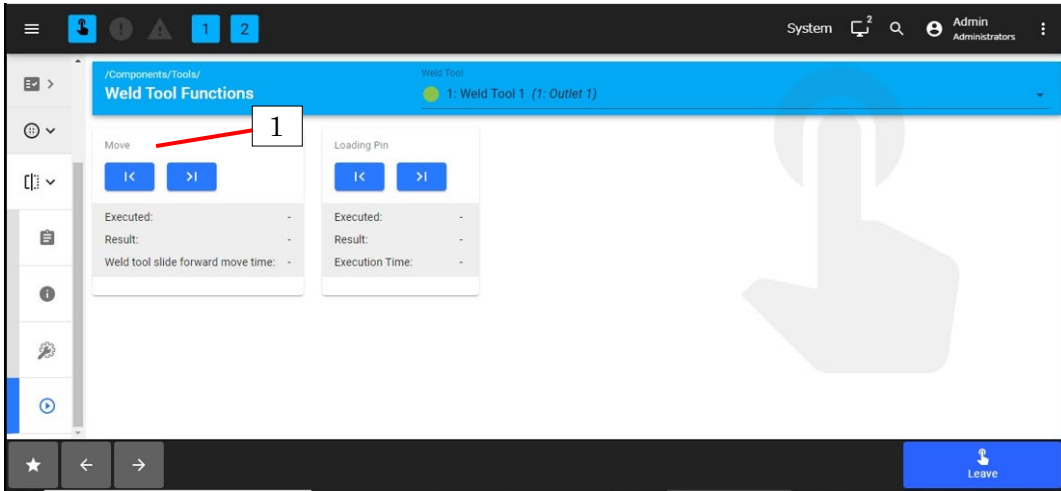 1 2 System 2 Admin
Administrators
/Components/Tools/
Weld Tool Functions
Weld Tool
1: Weld Tool 1 (1: Outlet 1)
1
Move
Executed: -
Result: -
Weld tool slide forward move time: -
Loading Pin
Executed: -
Result: -
Execution Time: -
Leave